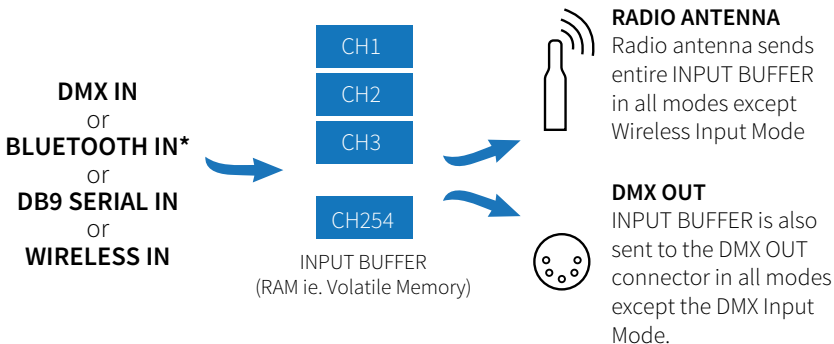 DMX IN
or
BLUETOOTH IN*
or
DB9 SERIAL IN
or
WIRELESS IN
CH1
CH2
CH3
CH254
INPUT BUFFER
(RAM ie. Volatile Memory)
RADIO ANTENNA
Radio antenna sends
entire INPUT BUFFER
in all modes except
Wireless Input Mode
DMX OUT
INPUT BUFFER is also
sent to the DMX OUT
connector in all modes
except the DMX Input
Mode.